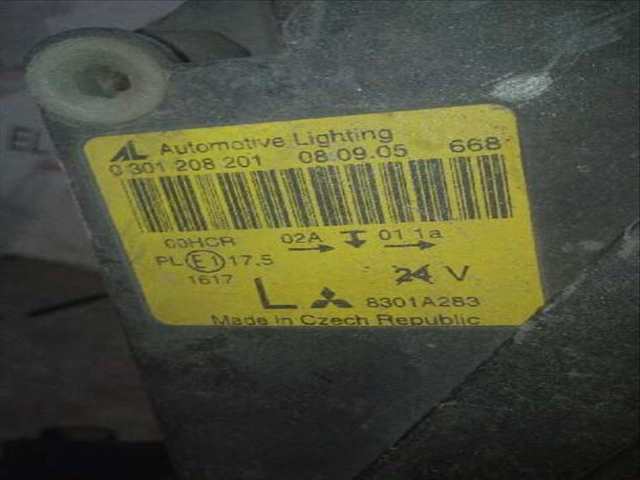 AL Automotive Lighting
0 301 208 201 08.09.05 668
00HCR 02A 01 1a
PL E1 17.5
1617 24 V
L 8301A283
Made in Czech Republic